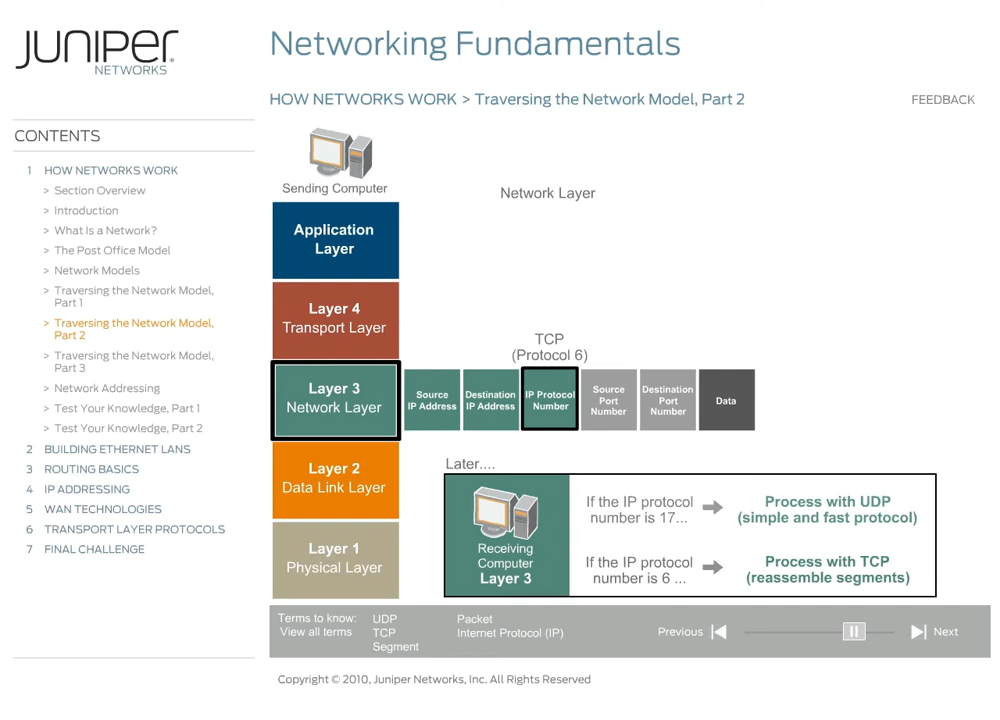 JUNIPER
NETWORKS
Networking Fundamentals
HOW NETWORKS WORK > Traversing the Network Model, Part 2
FEEDBACK
CONTENTS
1 HOW NETWORKS WORK
> Section Overview
> Introduction
> What Is a Network?
> The Post Office Model
> Network Models
> Traversing the Network Model,
Part 1
> Traversing the Network Model,
Part 2
> Traversing the Network Model,
Part 3
> Network Addressing
> Test Your Knowledge, Part 1
> Test Your Knowledge, Part 2
2 BUILDING ETHERNET LANS
3 ROUTING BASICS
4 IP ADDRESSING
5 WAN TECHNOLOGIES
6 TRANSPORT LAYER PROTOCOLS
7 FINAL CHALLENGE
Sending Computer
Network Layer
Application
Layer
Layer 4
Transport Layer
TCP
(Protocol 6)
Layer 3
Network Layer
Source
IP Address
Destination
IP Address
IP Protocol
Number
Source
Port
Number
Destination
Port
Number
Data
Layer 2
Data Link Layer
Layer 1
Physical Layer
Later....
Receiving
Computer
Layer 3
If the IP protocol
number is 17...
Process with UDP
(simple and fast protocol)
If the IP protocol
number is 6 ...
Process with TCP
(reassemble segments)
Terms to know:
View all terms
UDP
TCP
Segment
Packet
Internet Protocol (IP)
Previous
Next
Copyright © 2010, Juniper Networks, Inc. All Rights Reserved